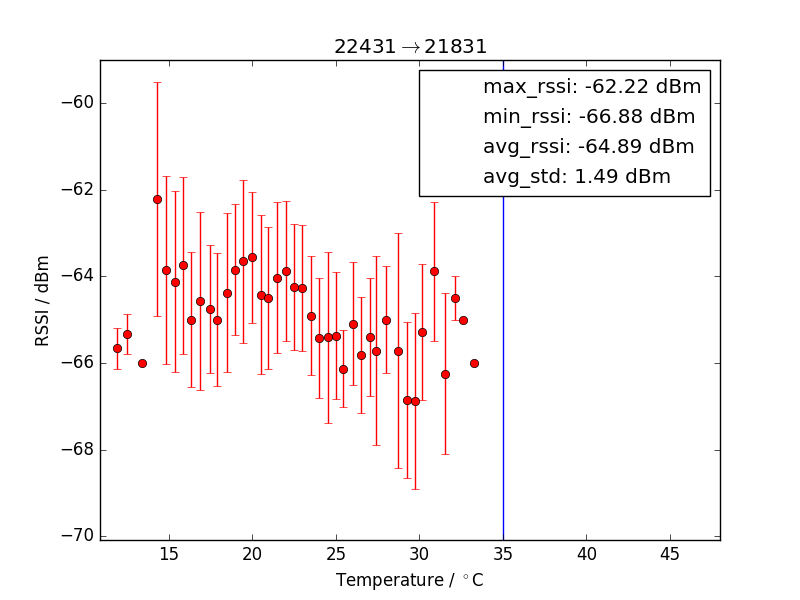 22431→21831
max_rssi: -62.22 dBm
min_rssi: -66.88 dBm
avg_rssi: -64.89 dBm
avg_std: 1.49 dBm
−60
−62
−64
−66
−68
−70
RSSI / dBm
15 20 25 30 35 40 45
Temperature / °C